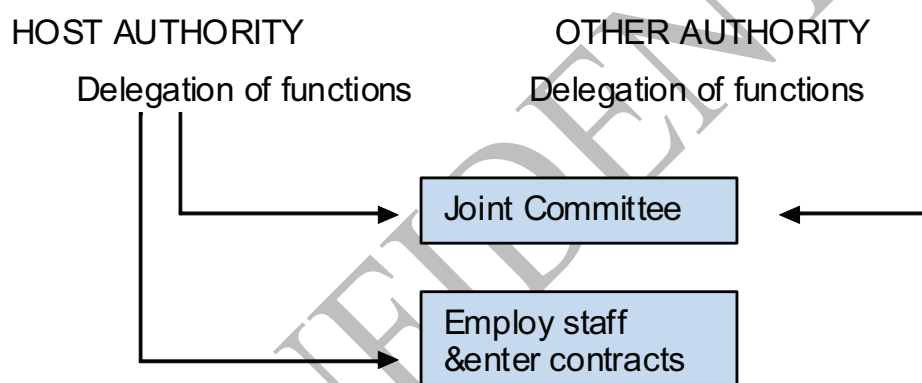 HOST AUTHORITY OTHER AUTHORITY
Delegation of functions Delegation of functions
Joint Committee
Employ staff
&enter contracts